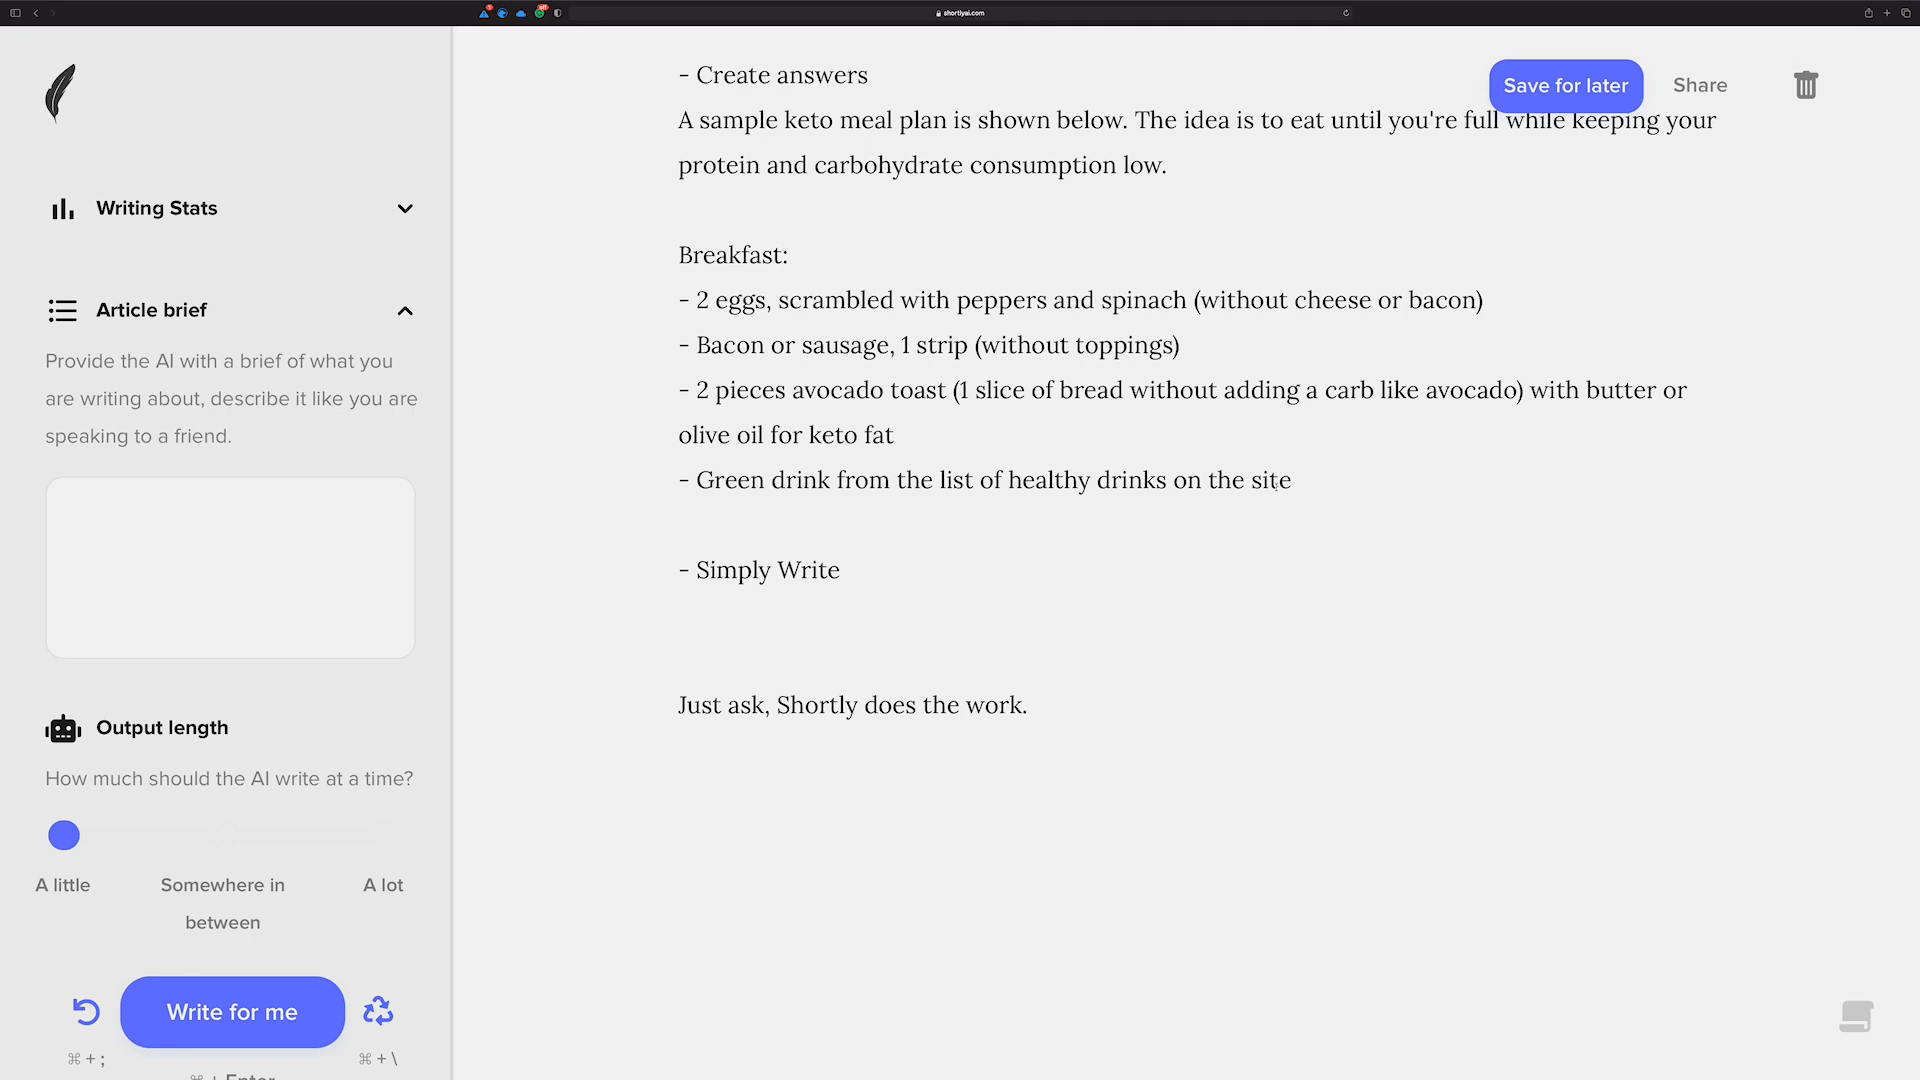 shortlyai.com
Save for later
Share
Writing Stats
Article brief
Provide the AI with a brief of what you
are writing about, describe it like you are
speaking to a friend.
Output length
How much should the AI write at a time?
A little
Somewhere in
between
A lot
Write for me
⌘ + ;
⌘ + \
⌘ + Enter
- Create answers
A sample keto meal plan is shown below. The idea is to eat until you're full while keeping your
protein and carbohydrate consumption low.
Breakfast:
- 2 eggs, scrambled with peppers and spinach (without cheese or bacon)
- Bacon or sausage, 1 strip (without toppings)
- 2 pieces avocado toast (1 slice of bread without adding a carb like avocado) with butter or
olive oil for keto fat
- Green drink from the list of healthy drinks on the site
- Simply Write
Just ask, Shortly does the work.